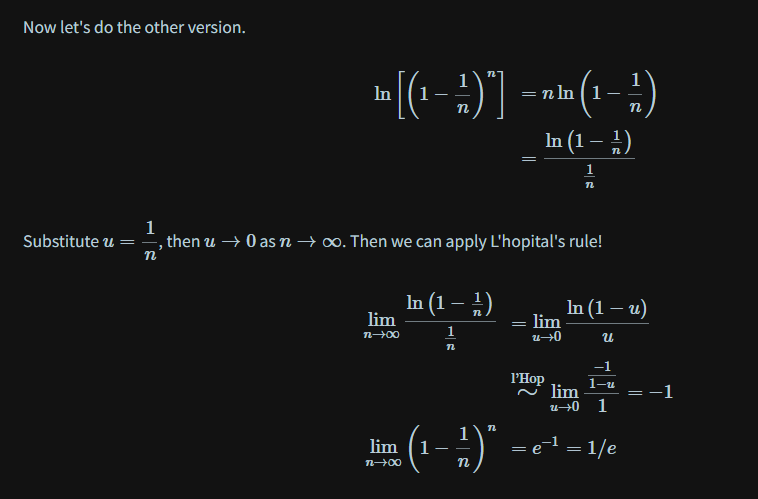 Now let's do the other version.
ln [(1 − 1/n)^n] = n ln (1 − 1/n)
= ln (1 − 1/n) / (1/n)
Substitute u = 1/n, then u → 0 as n → ∞. Then we can apply L'hopital's rule!
lim_{n→∞} ln (1 − 1/n) / (1/n) = lim_{u→0} ln (1 − u) / u
l'Hop ∼ lim_{u→0} (−1/(1−u)) / 1 = −1
lim_{n→∞} (1 − 1/n)^n = e^{−1} = 1/e